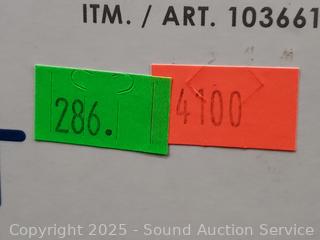 ITM. / ART. 103661
286.
4100
Copyright © 2025 - Sound Auction Service